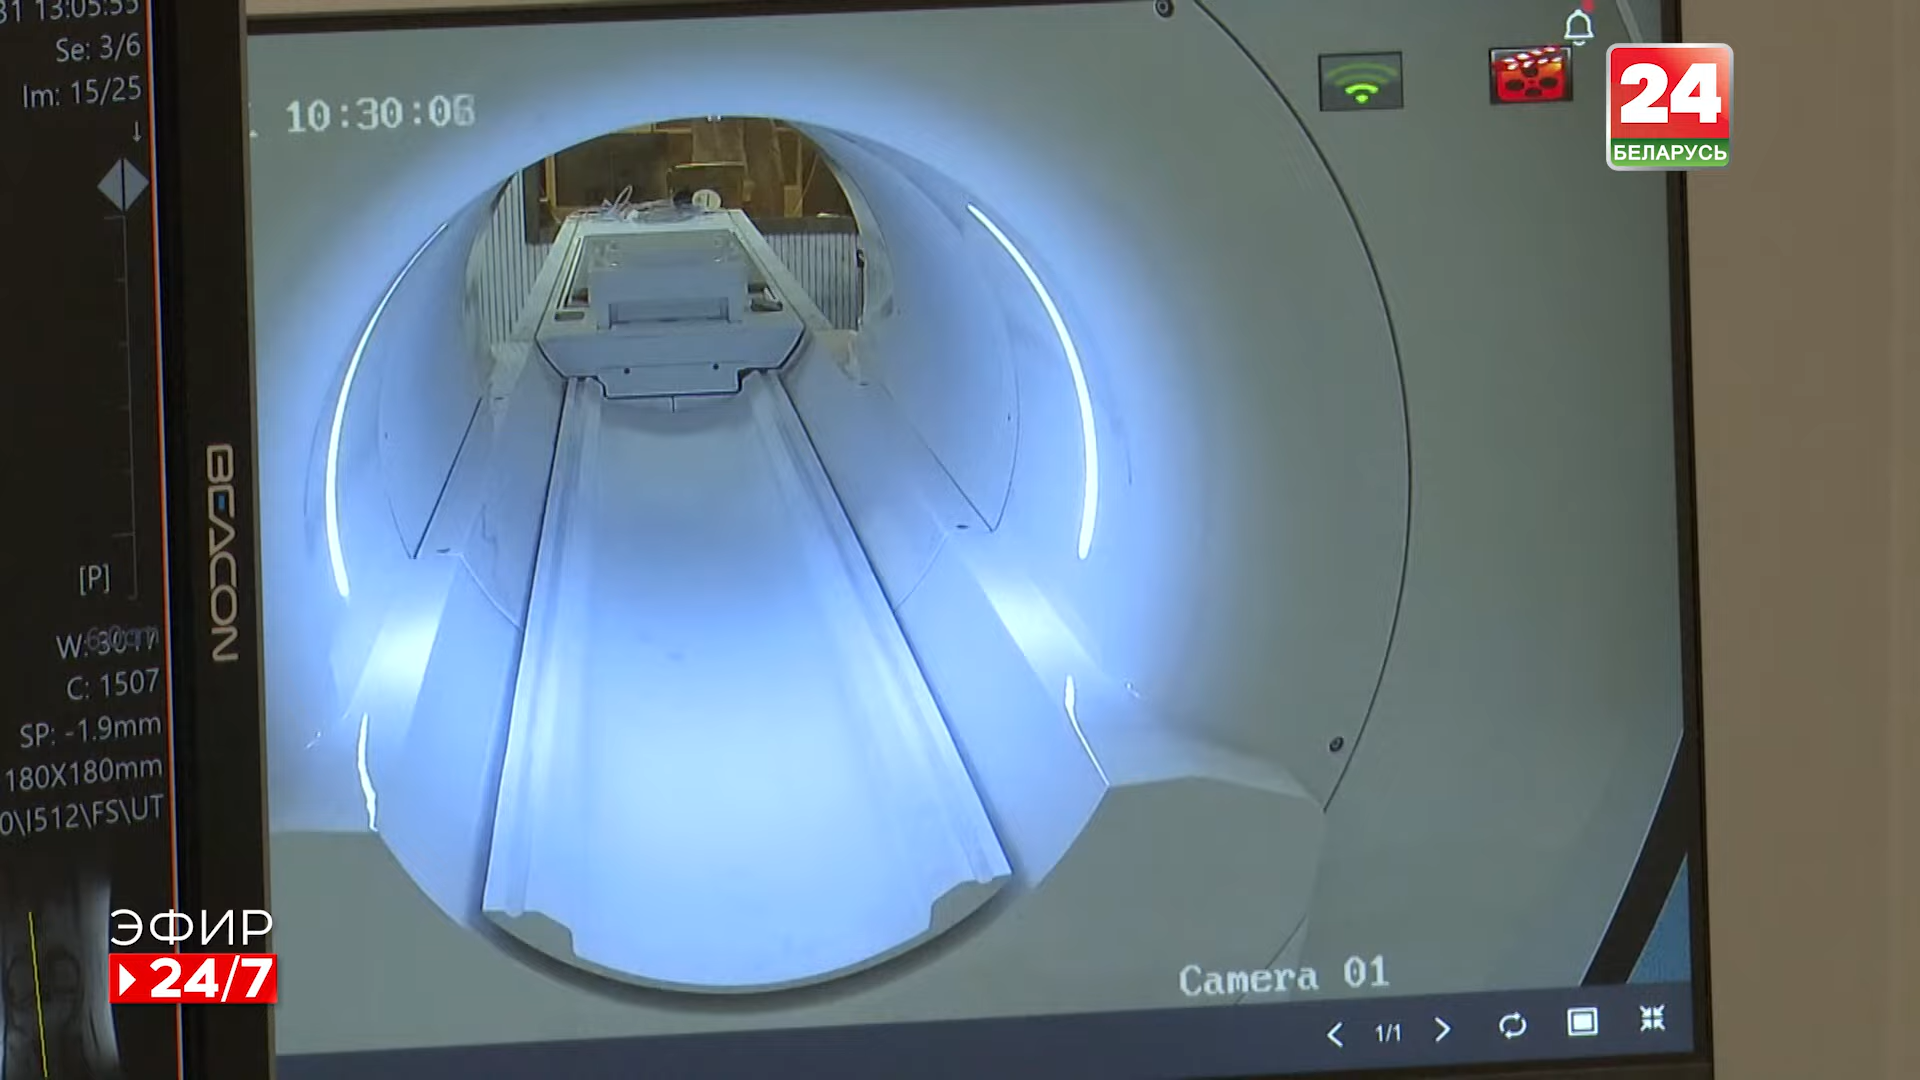 31 13:05:55
Se: 3/6
Im: 15/25
[P]
C: 1507
SP: -1.9mm
180X180mm
0\I512\FS\UT
BEACON
10:30:06
24
БЕЛАРУСЬ
ЭФИР
24/7
Camera 01
1/1